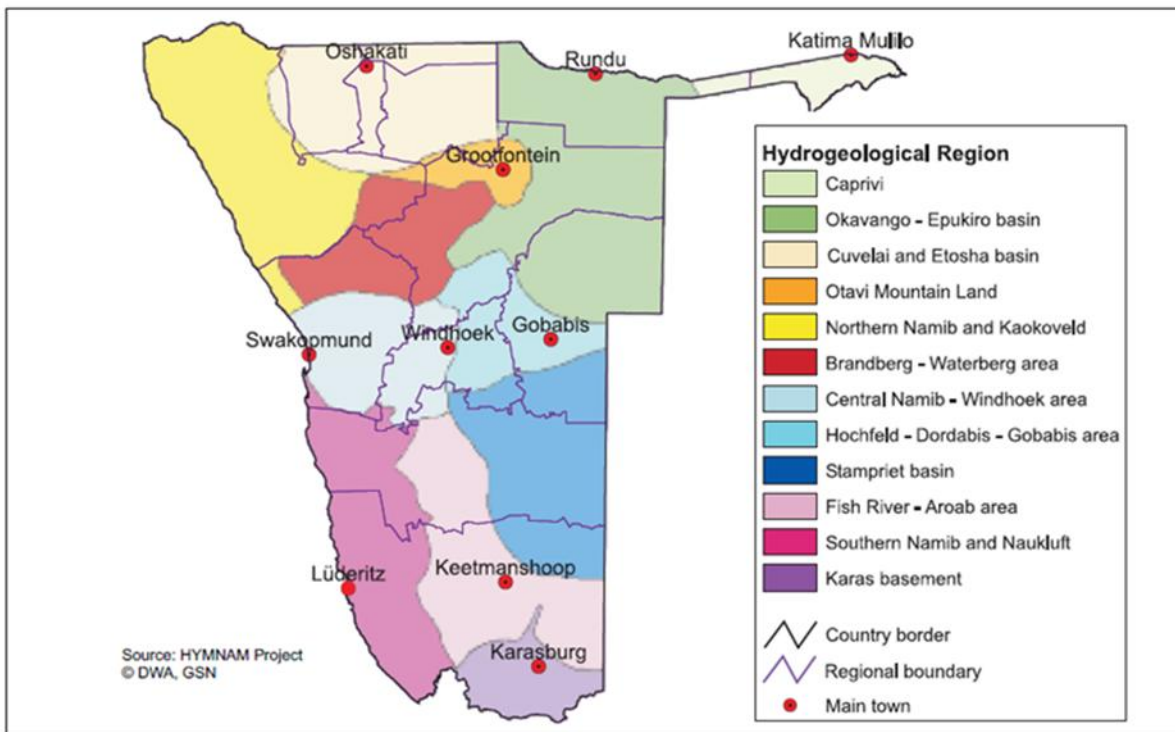 Oshakati
Rundu
Katima Mulilo
Grootfontein
Swakopmund
Windhoek
Gobabis
Lüderitz
Keetmanshoop
Karasburg
Source: HYMNAM Project
© DWA, GSN
Hydrogeological Region
Caprivi
Okavango - Epukiro basin
Cuvelai and Etosha basin
Otavi Mountain Land
Northern Namib and Kaokoveld
Brandberg - Waterberg area
Central Namib - Windhoek area
Hochfeld - Dordabis - Gobabis area
Stampriet basin
Fish River - Aroab area
Southern Namib and Naukluft
Karas basement
Country border
Regional boundary
Main town